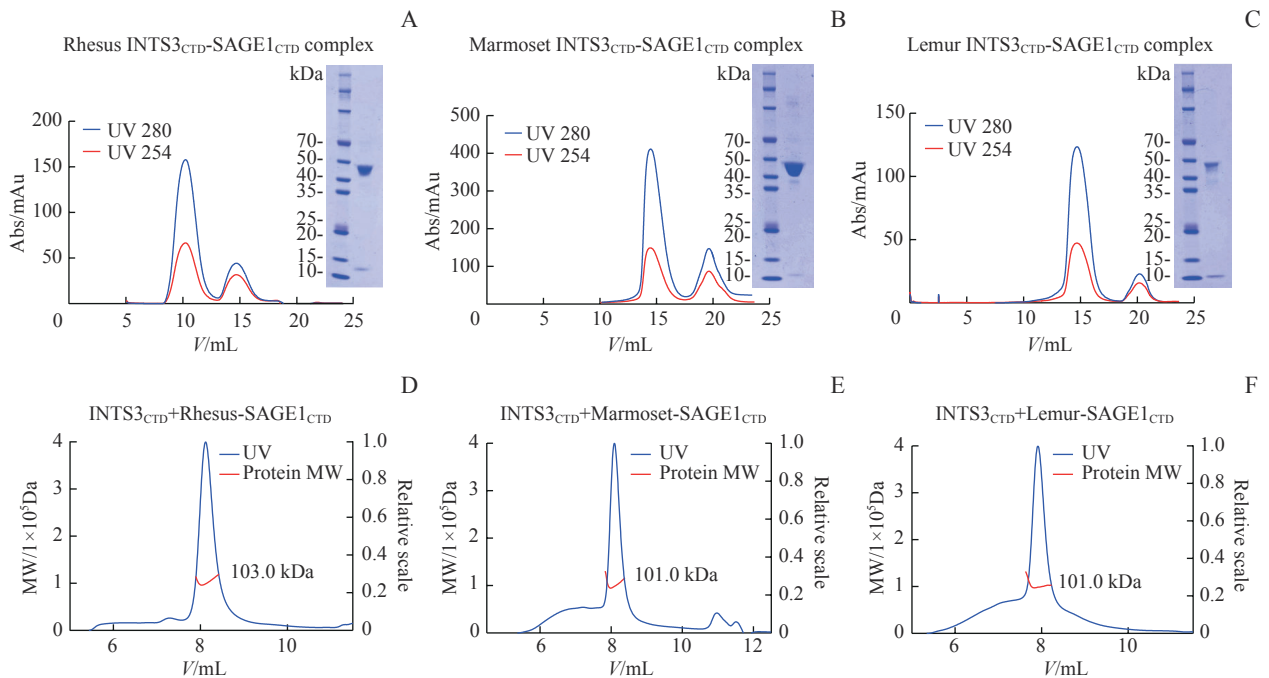 A
Rhesus INTS3CTD-SAGE1CTD complex
kDa
200
150
100
50
Abs/mAu
UV 280
UV 254
70-
50-
40-
35-
25-
20-
15-
10-
0 5 10 15 20 25
V/mL
B
Marmoset INTS3CTD-SAGE1CTD complex
kDa
500
400
300
200
100
Abs/mAu
UV 280
UV 254
70-
50-
40-
35-
25-
20-
15-
10-
0 5 10 15 20 25
V/mL
C
Lemur INTS3CTD-SAGE1CTD complex
kDa
150
100
50
Abs/mAu
UV 280
UV 254
70-
50-
40-
35-
25-
20-
15-
10-
0 5 10 15 20 25
V/mL
D
INTS3CTD+Rhesus-SAGE1CTD
4
3
2
1
0
MW/1×10⁵Da
UV
Protein MW
103.0 kDa
1.0
0.8
0.6
0.4
0.2
0
Relative scale
6 8 10
V/mL
E
INTS3CTD+Marmoset-SAGE1CTD
4
3
2
1
0
MW/1×10⁵Da
UV
Protein MW
101.0 kDa
1.0
0.8
0.6
0.4
0.2
0
Relative scale
6 8 10 12
V/mL
F
INTS3CTD+Lemur-SAGE1CTD
4
3
2
1
0
MW/1×10⁵Da
UV
Protein MW
101.0 kDa
1.0
0.8
0.6
0.4
0.2
0
Relative scale
6 8 10
V/mL